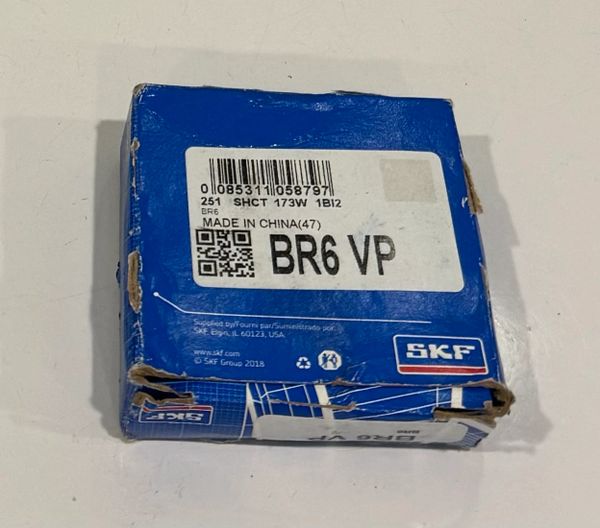 0 085311 058797
251 SHCT 173W 1BI2
BR6
MADE IN CHINA(47)
BR6 VP
Supplied by/Fourni par/Suministrado por:
SKF, Elgin, IL 60123, USA
www.skf.com
© SKF Group 2018
SKF
SKF
BR6
BR6 VP